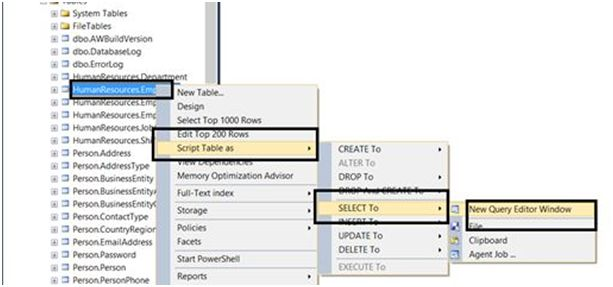 Tables
System Tables
FileTables
dbo.AWBuildVersion
dbo.DatabaseLog
dbo.ErrorLog
HumanResources.Department
HumanResources.Emp
HumanResources.Emp
HumanResources.Emp
HumanResources.Job
HumanResources.Shi
Person.Address
Person.AddressType
Person.BusinessEntity
Person.BusinessEntity
Person.BusinessEntity
Person.ContactType
Person.CountryRegion
Person.EmailAddress
Person.Password
Person.Person
Person.PersonPhone
New Table...
Design
Select Top 1000 Rows
Edit Top 200 Rows
Script Table as
View Dependencies
Memory Optimization Advisor
Full-Text index
Storage
Policies
Facets
Start PowerShell
Reports
CREATE To
ALTER To
DROP To
DROP And CREATE To
SELECT To
INSERT To
UPDATE To
DELETE To
EXECUTE To
New Query Editor Window
File
Clipboard
Agent Job ...